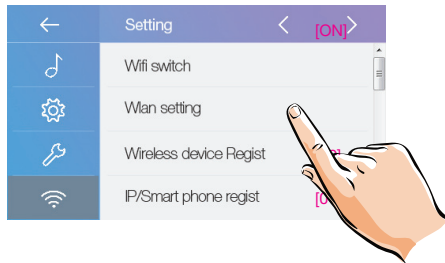 Setting
[ON]
Wifi switch
Wlan setting
Wireless device Regist
IP/Smart phone regist